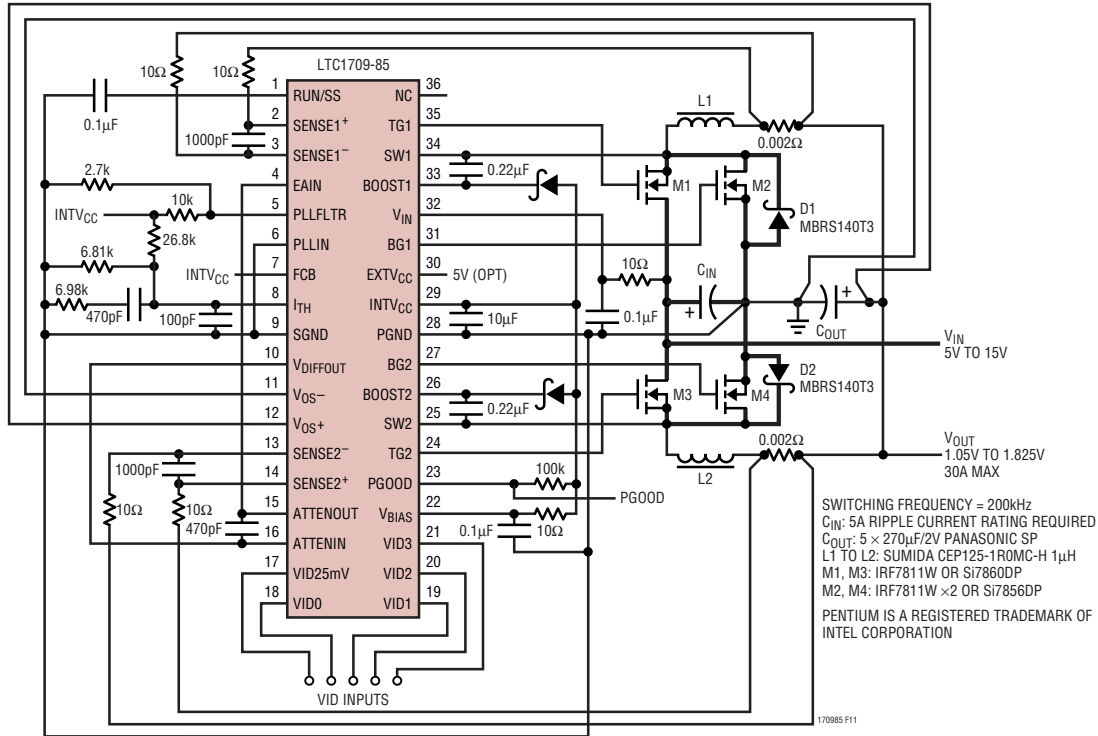 LTC1709-85
10Ω
10Ω
1 RUN/SS
NC 36
0.1µF
2 SENSE1+
TG1 35
1000pF
3 SENSE1−
SW1 34
0.22µF
2.7k
4 EAIN
BOOST1 33
10k
INTVCC
5 PLLFLTR
VIN 32
26.8k
6 PLLIN
BG1 31
6.81k
10Ω
INTVCC
7 FCB
EXTVCC 30
5V (OPT)
6.98k
470pF
100pF
8 ITH
INTVCC 29
10µF
0.1µF
9 SGND
PGND 28
10 VDIFFOUT
BG2 27
11 VOS−
BOOST2 26
0.22µF
12 VOS+
SW2 25
13 SENSE2−
TG2 24
1000pF
14 SENSE2+
PGOOD 23
100k
PGOOD
10Ω
10Ω
470pF
15 ATTENOUT
VBIAS 22
0.1µF
10Ω
16 ATTENIN
VID3 21
17 VID25mV
VID2 20
18 VID0
VID1 19
VID INPUTS
L1
0.002Ω
M1
M2
D1
MBRS140T3
CIN
+
COUT
+
VIN
5V TO 15V
M3
M4
D2
MBRS140T3
L2
0.002Ω
VOUT
1.05V TO 1.825V
30A MAX
SWITCHING FREQUENCY = 200kHz
CIN: 5A RIPPLE CURRENT RATING REQUIRED
COUT: 5 × 270µF/2V PANASONIC SP
L1 TO L2: SUMIDA CEP125-1R0MC-H 1µH
M1, M3: IRF7811W OR Si7860DP
M2, M4: IRF7811W ×2 OR Si7856DP
PENTIUM IS A REGISTERED TRADEMARK OF
INTEL CORPORATION
170985 F11